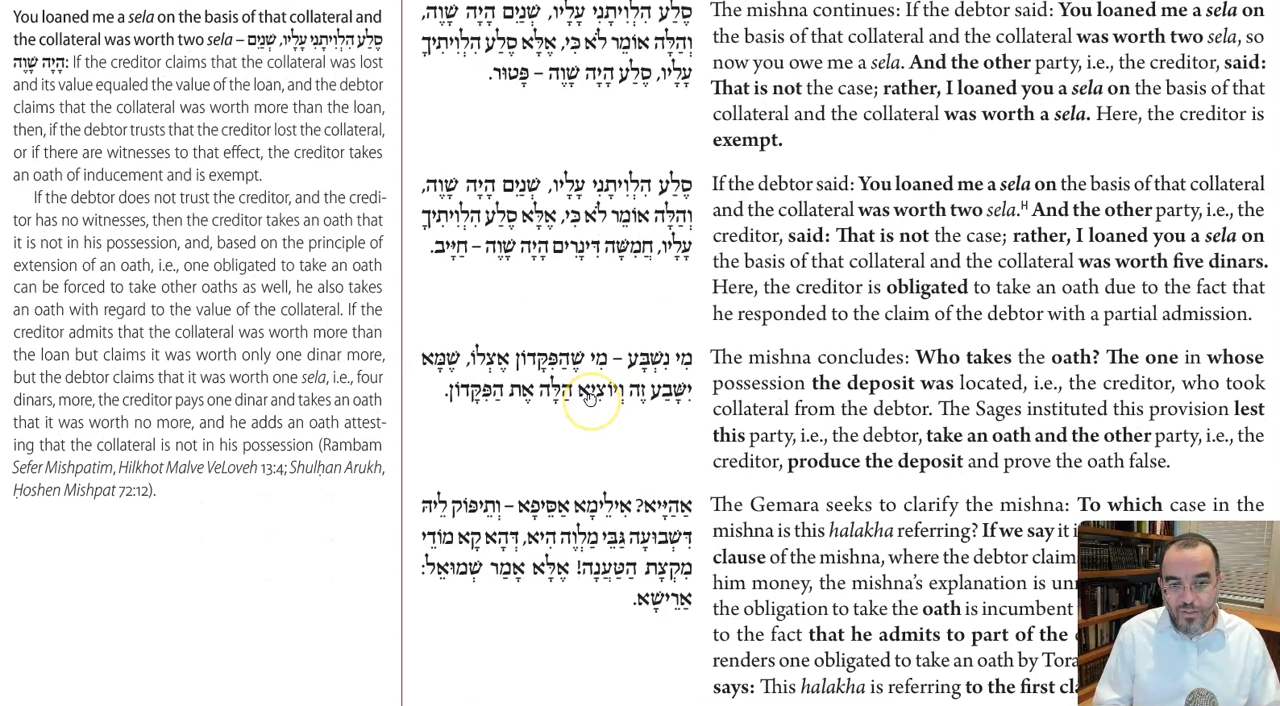 You loaned me a sela on the basis of that collateral and
the collateral was worth two sela – סֶלַע הִלְוִיתַנִי עָלָיו, שְׁנַיִם
הָיָה שָׁוֶה: If the creditor claims that the collateral was lost
and its value equaled the value of the loan, and the debtor
claims that the collateral was worth more than the loan,
then, if the debtor trusts that the creditor lost the collateral,
or if there are witnesses to that effect, the creditor takes
an oath of inducement and is exempt.
If the debtor does not trust the creditor, and the credi-
tor has no witnesses, then the creditor takes an oath that
it is not in his possession, and, based on the principle of
extension of an oath, i.e., one obligated to take an oath
can be forced to take other oaths as well, he also takes
an oath with regard to the value of the collateral. If the
creditor admits that the collateral was worth more than
the loan but claims it was worth only one dinar more,
but the debtor claims that it was worth one sela, i.e., four
dinars, more, the creditor pays one dinar and takes an oath
that it was worth no more, and he adds an oath attest-
ing that the collateral is not in his possession (Rambam
Sefer Mishpatim, Hilkhot Malve VeLoveh 13:4; Shulḥan Arukh,
Ḥoshen Mishpat 72:12).
סֶלַע הִלְוִיתַנִי עָלָיו, שְׁנַיִם הָיָה שָׁוֶה,
וְהַלָּה אוֹמֵר לֹא כִּי, אֶלָּא סֶלַע הִלְוִיתִיךָ
עָלָיו, סֶלַע הָיָה שָׁוֶה – פָּטוּר.
סֶלַע הִלְוִיתַנִי עָלָיו, שְׁנַיִם הָיָה שָׁוֶה,
וְהַלָּה אוֹמֵר לֹא כִּי, אֶלָּא סֶלַע הִלְוִיתִיךָ
עָלָיו, חֲמִשָּׁה דִּינָרִים הָיָה שָׁוֶה – חַיָּיב.
מִי נִשְׁבָּע – מִי שֶׁהַפִּקָּדוֹן אֶצְלוֹ, שֶׁמָּא
יִשָּׁבַע זֶה וְיוֹצִיא הַלָּה אֶת הַפִּקָּדוֹן.
אַהַיָּיא? אִילֵימָא אַסֵּיפָא – וְתֵיפּוֹק לֵיהּ
דִּשְׁבוּעָה גַּבֵּי מַלְוֶה הִיא, דְּהָא קָא מוֹדֵי
מִקְצָת הַטַּעֲנָה! אֶלָּא אָמַר שְׁמוּאֵל:
אַרֵישָׁא.
The mishna continues: If the debtor said: You loaned me a sela on
the basis of that collateral and the collateral was worth two sela, so
now you owe me a sela. And the other party, i.e., the creditor, said:
That is not the case; rather, I loaned you a sela on the basis of that
collateral and the collateral was worth a sela. Here, the creditor is
exempt.
If the debtor said: You loaned me a sela on the basis of that collateral
and the collateral was worth two sela.H And the other party, i.e., the
creditor, said: That is not the case; rather, I loaned you a sela on
the basis of that collateral and the collateral was worth five dinars.
Here, the creditor is obligated to take an oath due to the fact that
he responded to the claim of the debtor with a partial admission.
The mishna concludes: Who takes the oath? The one in whose
possession the deposit was located, i.e., the creditor, who took
collateral from the debtor. The Sages instituted this provision lest
this party, i.e., the debtor, take an oath and the other party, i.e., the
creditor, produce the deposit and prove the oath false.
The Gemara seeks to clarify the mishna: To which case in the
mishna is this halakha referring? If we say it
clause of the mishna, where the debtor claim
him money, the mishna's explanation is
the obligation to take the oath is incumbent
to the fact that he admits to part of the
renders one obligated to take an oath by
says: This halakha is referring to the first